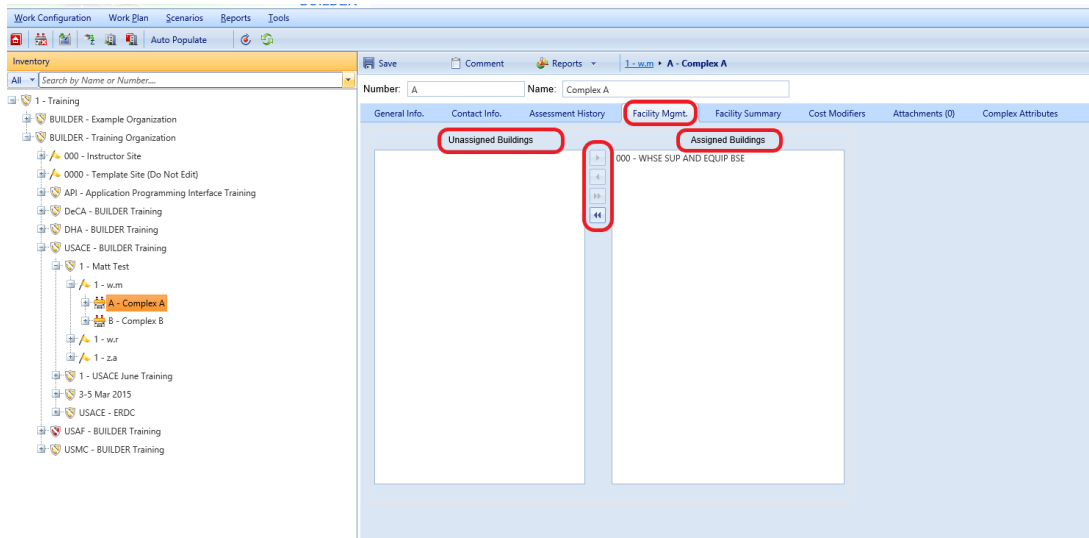 Work Configuration Work Plan Scenarios Reports Tools
Auto Populate
Inventory
Save Comment Reports 1 - w.m A - Complex A
All Search by Name or Number....
Number: A Name: Complex A
1 - Training
General Info. Contact Info. Assessment History Facility Mgmt. Facility Summary Cost Modifiers Attachments (0) Complex Attributes
BUILDER - Example Organization
BUILDER - Training Organization
Unassigned Buildings Assigned Buildings
000 - Instructor Site
000 - WHSE SUP AND EQUIP BSE
0000 - Template Site (Do Not Edit)
API - Application Programming Interface Training
DeCA - BUILDER Training
DHA - BUILDER Training
USACE - BUILDER Training
1 - Matt Test
1 - w.m
A - Complex A
B - Complex B
1 - w.r
1 - z.a
1 - USACE June Training
3-5 Mar 2015
USACE - ERDC
USAF - BUILDER Training
USMC - BUILDER Training